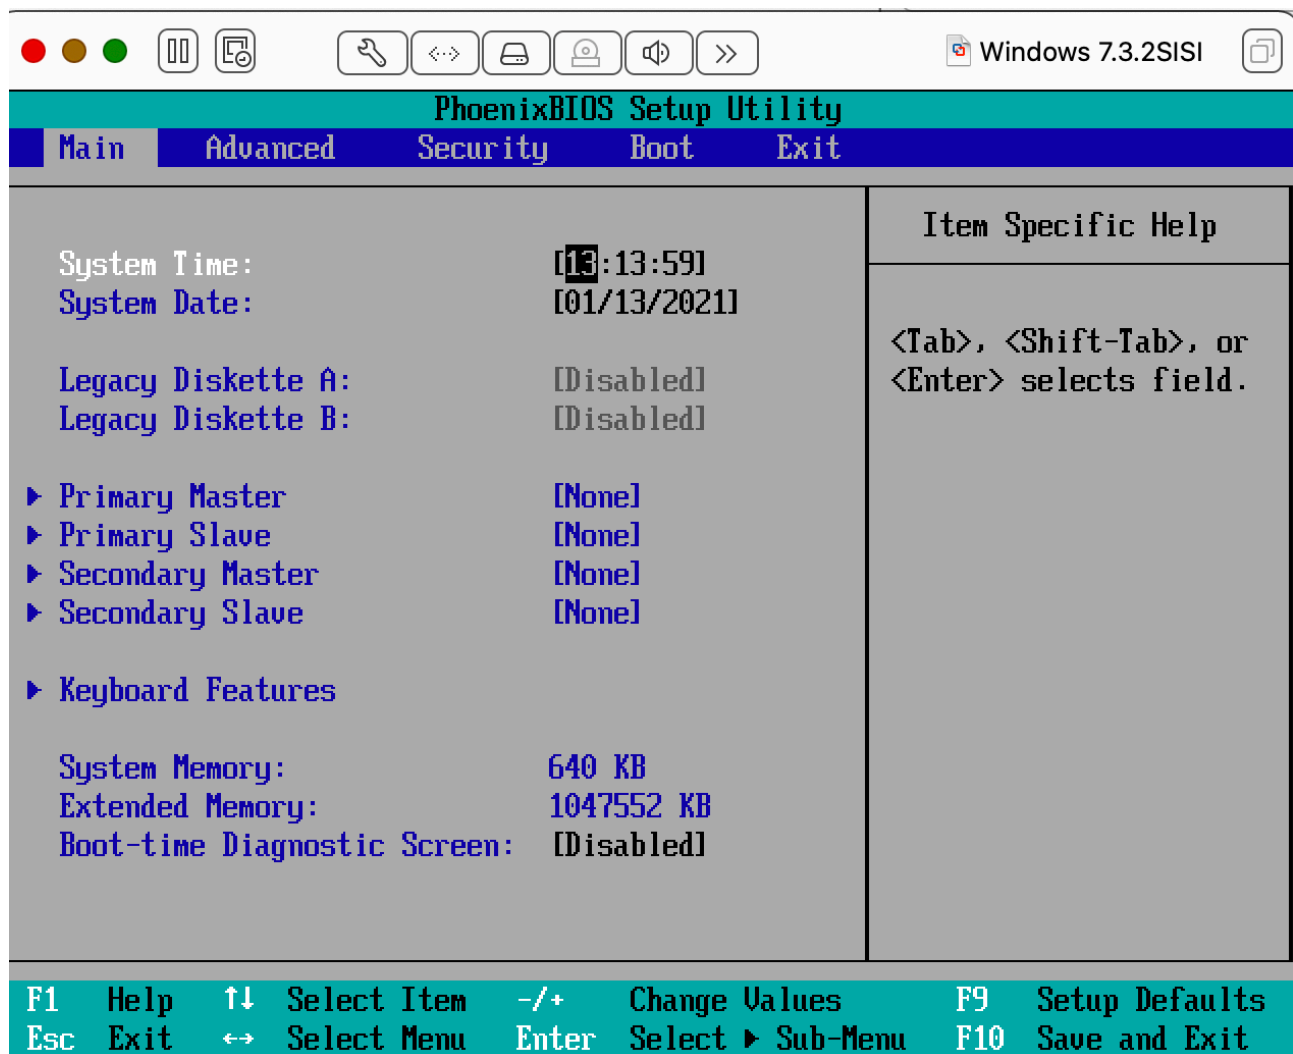 Windows 7.3.2SISI
PhoenixBIOS Setup Utility
Main Advanced Security Boot Exit
Item Specific Help
System Time: [13:13:59]
System Date: [01/13/2021]
<Tab>, <Shift-Tab>, or
<Enter> selects field.
Legacy Diskette A: [Disabled]
Legacy Diskette B: [Disabled]
Primary Master [None]
Primary Slave [None]
Secondary Master [None]
Secondary Slave [None]
Keyboard Features
System Memory: 640 KB
Extended Memory: 1047552 KB
Boot-time Diagnostic Screen: [Disabled]
F1 Help ↑↓ Select Item -/+ Change Values F9 Setup Defaults
Esc Exit ↔ Select Menu Enter Select ▶ Sub-Menu F10 Save and Exit